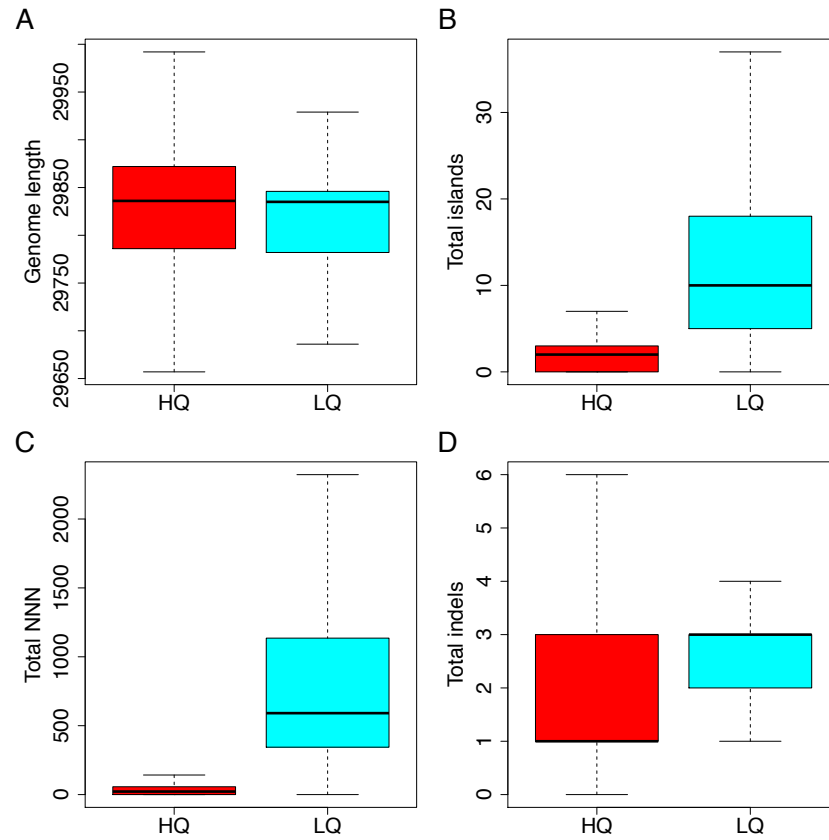 A
Genome length
29650
29750
29850
29950
HQ
LQ
B
Total islands
0
10
20
30
HQ
LQ
C
Total NNN
0
500
1000
1500
2000
HQ
LQ
D
Total indels
0
1
2
3
4
5
6
HQ
LQ